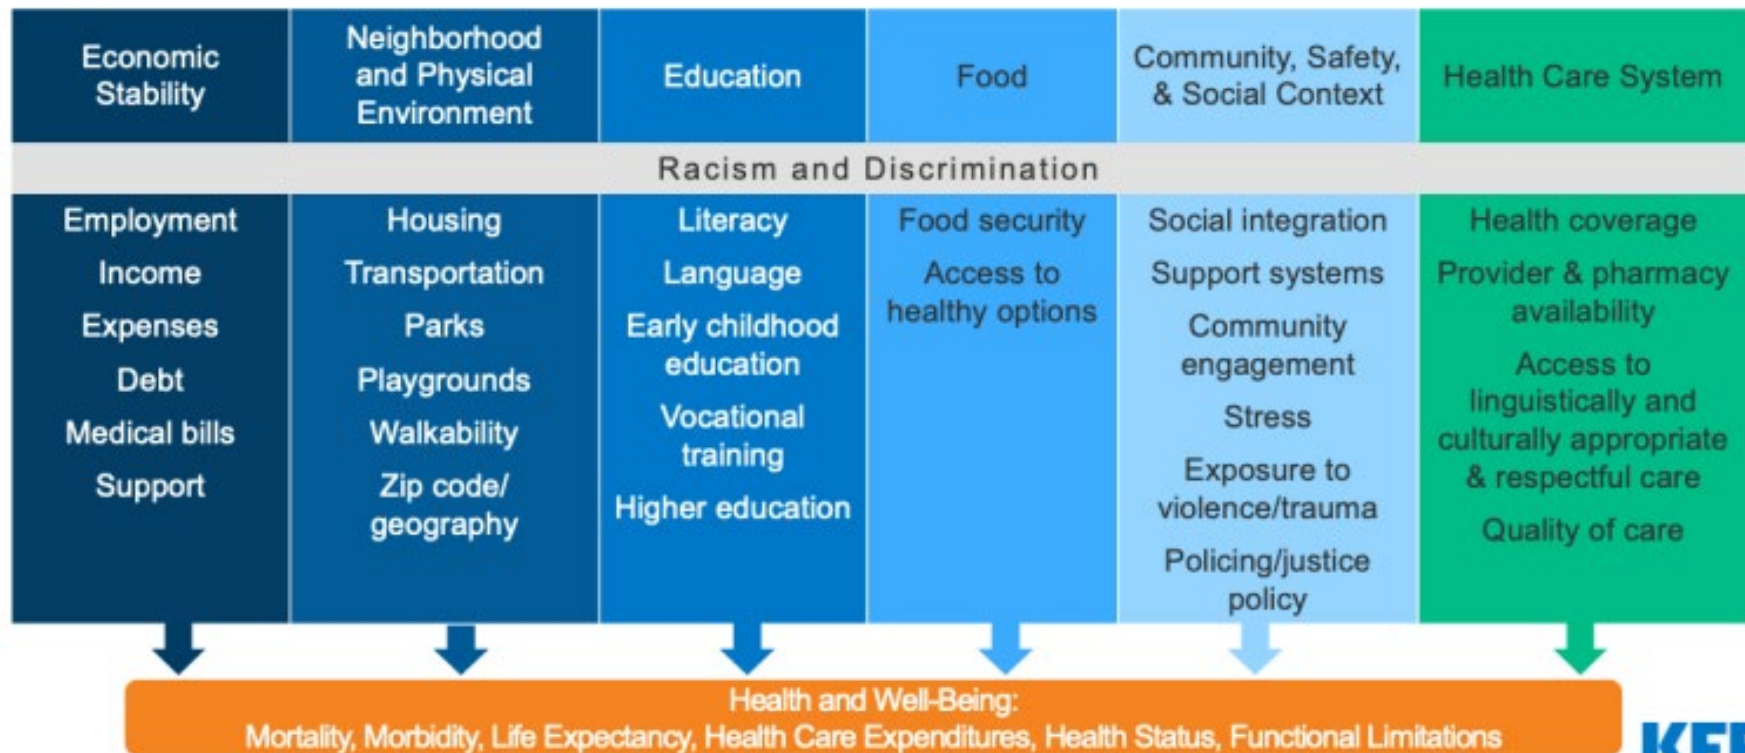 Economic
Stability
Neighborhood
and Physical
Environment
Education
Food
Community, Safety,
& Social Context
Health Care System
Racism and Discrimination
Employment
Income
Expenses
Debt
Medical bills
Support
Housing
Transportation
Parks
Playgrounds
Walkability
Zip code/
geography
Literacy
Language
Early childhood
education
Vocational
training
Higher education
Food security
Access to
healthy options
Social integration
Support systems
Community
engagement
Stress
Exposure to
violence/trauma
Policing/justice
policy
Health coverage
Provider & pharmacy
availability
Access to
linguistically and
culturally appropriate
& respectful care
Quality of care
Health and Well-Being:
Mortality, Morbidity, Life Expectancy, Health Care Expenditures, Health Status, Functional Limitations